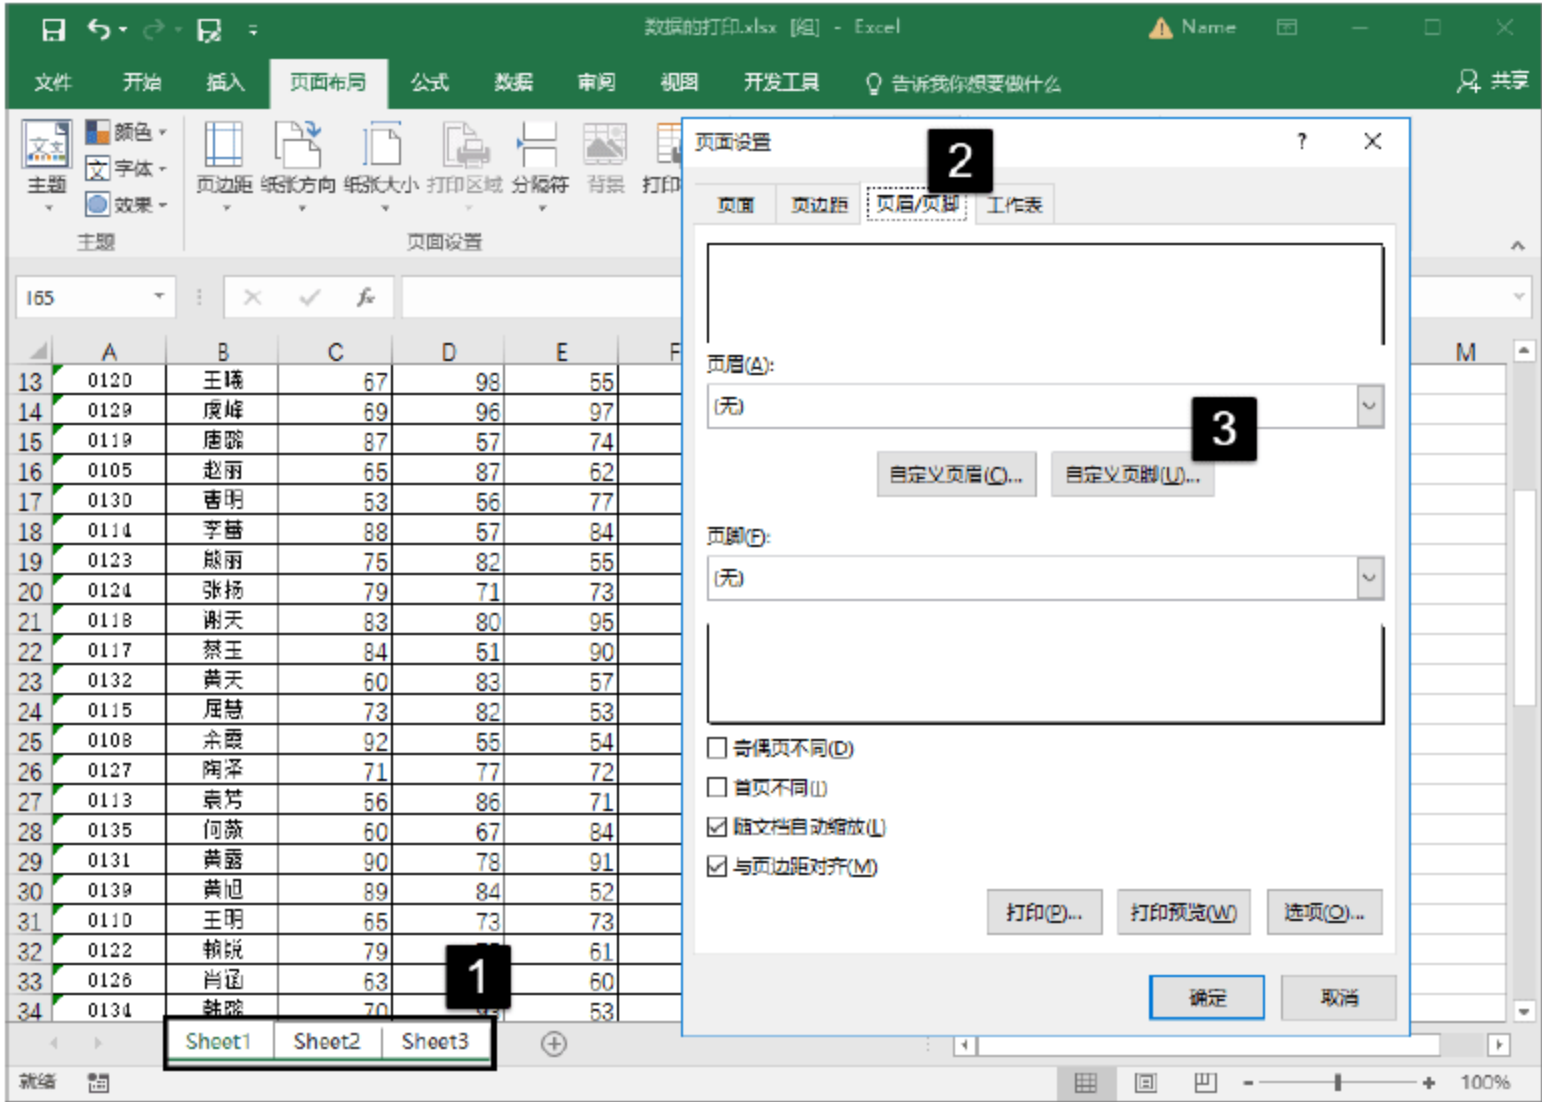 数据的打印.xlsx [组] - Excel
Name
文件 开始 插入 页面布局 公式 数据 审阅 视图 开发工具 告诉我你想要做什么 共享
文 颜色
文 字体
效果
主题 页边距 纸张方向 纸张大小 打印区域 分隔符 背景 打印
主题 页面设置
I65 fx
A B C D E F M
13 0120 王曦 67 98 55
14 0129 虞峰 69 96 97
15 0119 唐璐 87 57 74
16 0105 赵丽 65 87 62
17 0130 曹明 53 56 77
18 0114 李蔷 88 57 84
19 0123 熊丽 75 82 55
20 0124 张扬 79 71 73
21 0118 谢天 83 80 95
22 0117 蔡玉 84 51 90
23 0132 黄天 60 83 57
24 0115 屈慧 73 82 53
25 0108 余霞 92 55 54
26 0127 陶泽 71 77 72
27 0113 袁芳 56 86 71
28 0135 何薇 60 67 84
29 0131 黄露 90 78 91
30 0139 黄旭 89 84 52
31 0110 王明 65 73 73
32 0122 赖锐 79 61
33 0126 肖涵 63 60
34 0134 韩璐 70 93 53
1
Sheet1 Sheet2 Sheet3
就绪
100%
页面设置 ? ×
2
页面 页边距 页眉/页脚 工作表
页眉(A):
(无)
3
自定义页眉(C)... 自定义页脚(U)...
页脚(F):
(无)
奇偶页不同(D)
首页不同(I)
随文档自动缩放(L)
与页边距对齐(M)
打印(P)... 打印预览(W) 选项(O)...
确定 取消